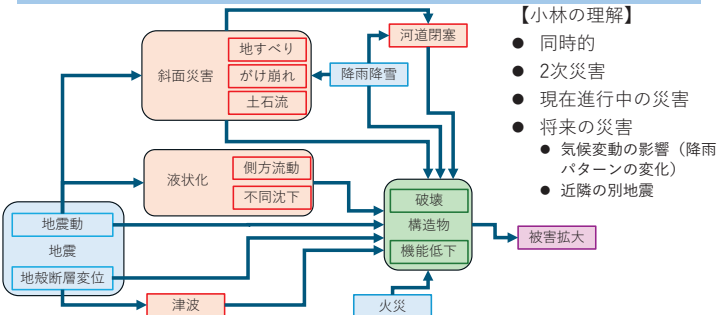 【小林の理解】
● 同時的
● 2次災害
● 現在進行中の災害
● 将来の災害
● 気候変動の影響（降雨
パターンの変化）
● 近隣の別地震
河道閉塞
斜面災害
地すべり
がけ崩れ
土石流
降雨降雪
液状化
側方流動
不同沈下
地震動
地震
地殻断層変位
津波
破壊
構造物
機能低下
火災
被害拡大